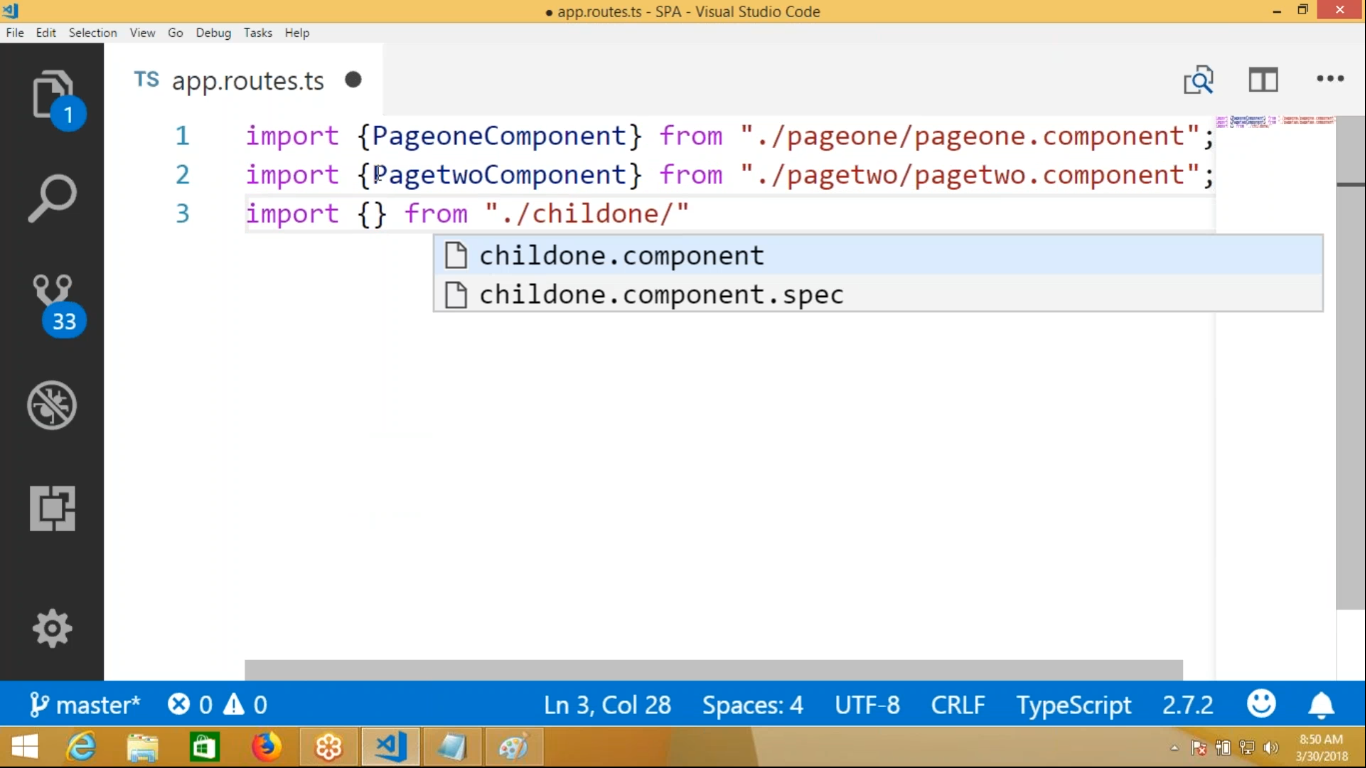 ● app.routes.ts - SPA - Visual Studio Code
File Edit Selection View Go Debug Tasks Help
TS app.routes.ts ●
1 import {PageoneComponent} from "./pageone/pageone.component";
2 import {PagetwoComponent} from "./pagetwo/pagetwo.component";
3 import {} from "./childone/"
childone.component
childone.component.spec
1
33
master* 0 0 Ln 3, Col 28 Spaces: 4 UTF-8 CRLF TypeScript 2.7.2
8:50 AM
3/30/2018